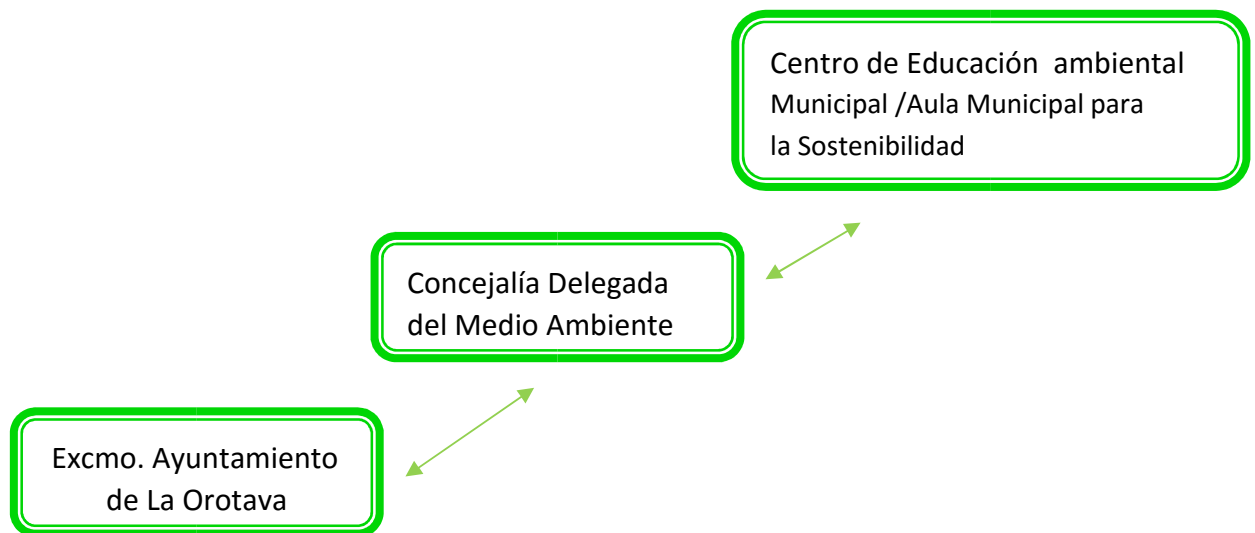 Centro de Educación ambiental
Municipal /Aula Municipal para
la Sostenibilidad
Concejalía Delegada
del Medio Ambiente
Excmo. Ayuntamiento
de La Orotava